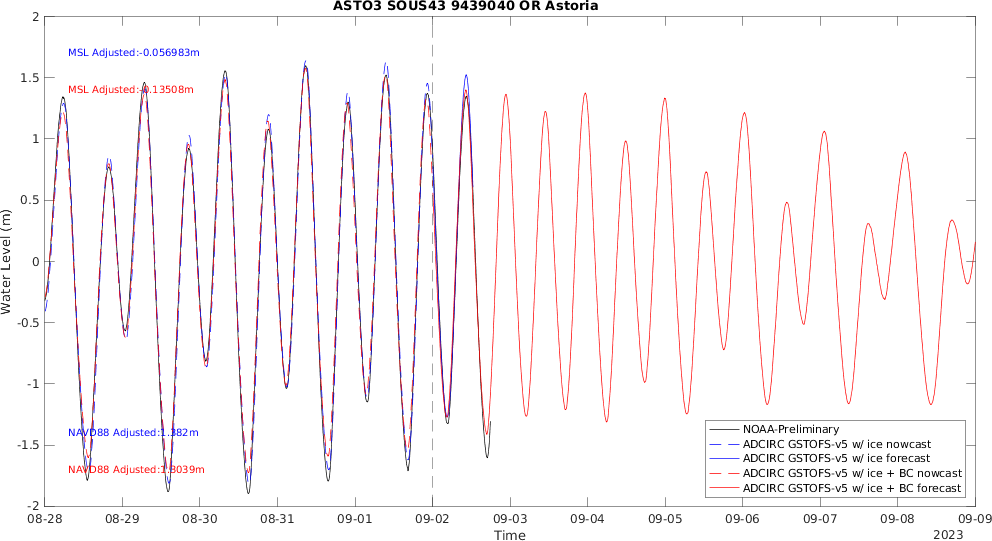 ASTO3 SOUS43 9439040 OR Astoria
2
MSL Adjusted:-0.056983m
1.5
MSL Adjusted:-0.13508m
1
0.5
0
Water Level (m)
-0.5
-1
NOAA-Preliminary
NAVD88 Adjusted:1.382m
-1.5
ADCIRC GSTOFS-v5 w/ ice nowcast
ADCIRC GSTOFS-v5 w/ ice forecast
NAVD88 Adjusted:1.3039m
ADCIRC GSTOFS-v5 w/ ice + BC nowcast
ADCIRC GSTOFS-v5 w/ ice + BC forecast
-2
08-28 08-29 08-30 08-31 09-01 09-02 09-03 09-04 09-05 09-06 09-07 09-08 09-09
Time
2023